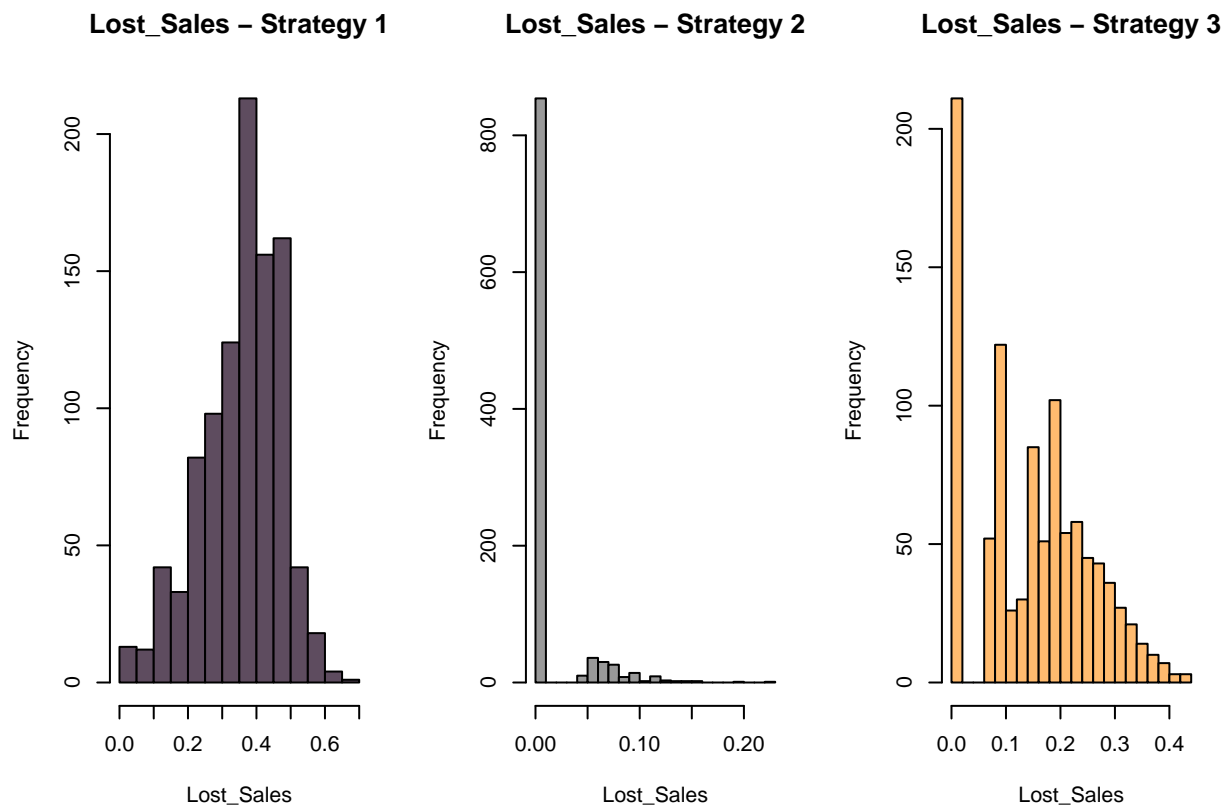 Lost_Sales – Strategy 1
Frequency
200
150
100
50
0
0.0 0.2 0.4 0.6
Lost_Sales
Lost_Sales – Strategy 2
Frequency
800
600
400
200
0
0.00 0.10 0.20
Lost_Sales
Lost_Sales – Strategy 3
Frequency
200
150
100
50
0
0.0 0.1 0.2 0.3 0.4
Lost_Sales